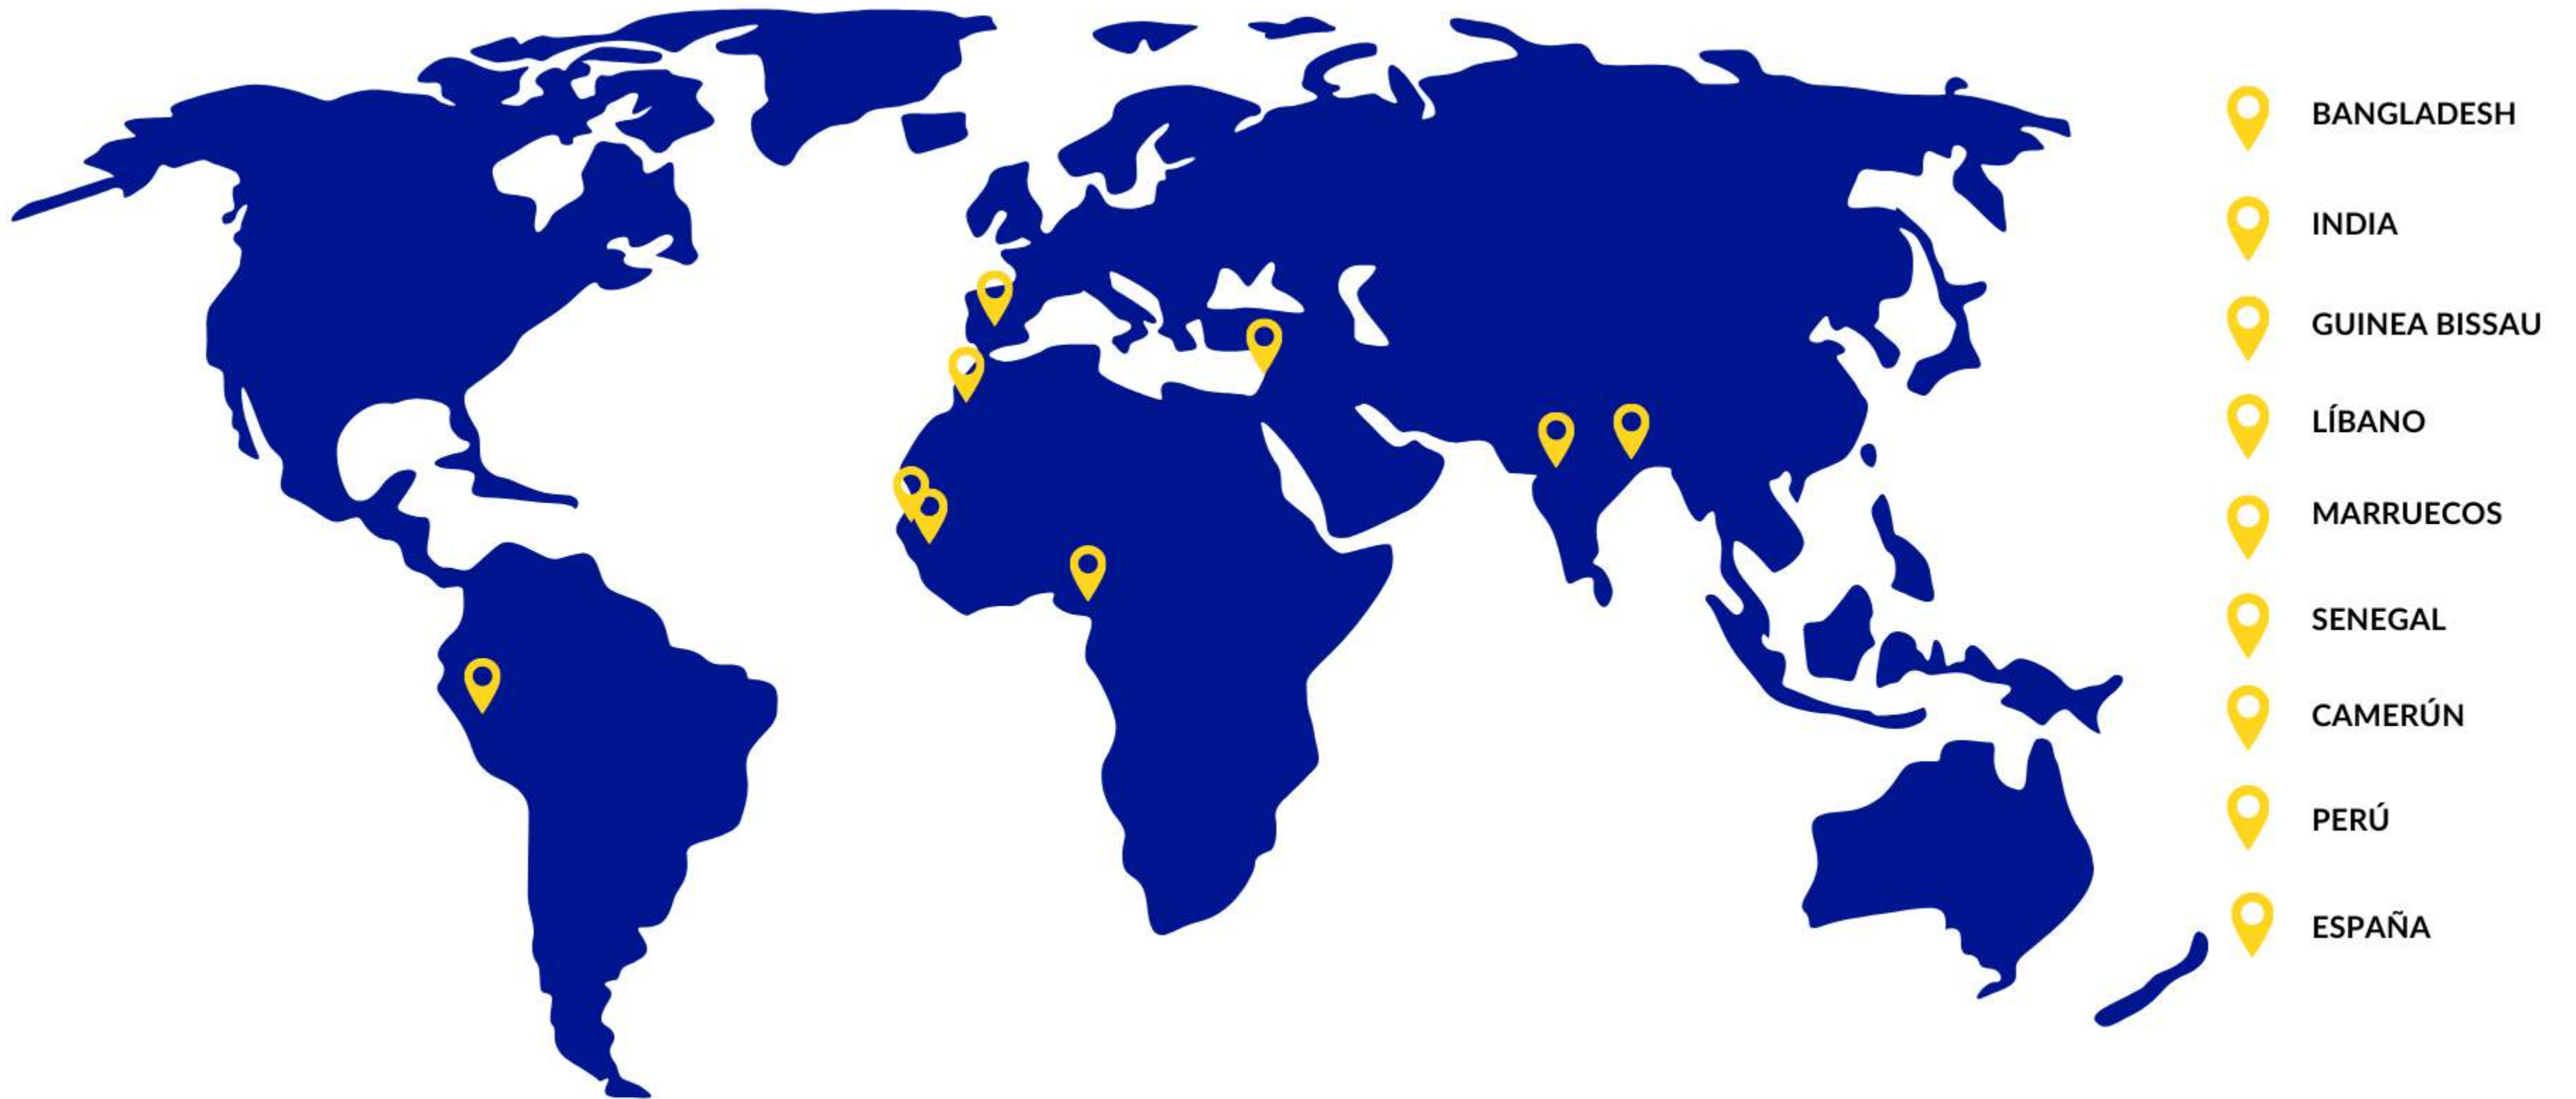 BANGLADESH
INDIA
GUINEA BISSAU
LÍBANO
MARRUECOS
SENEGAL
CAMERÚN
PERÚ
ESPAÑA